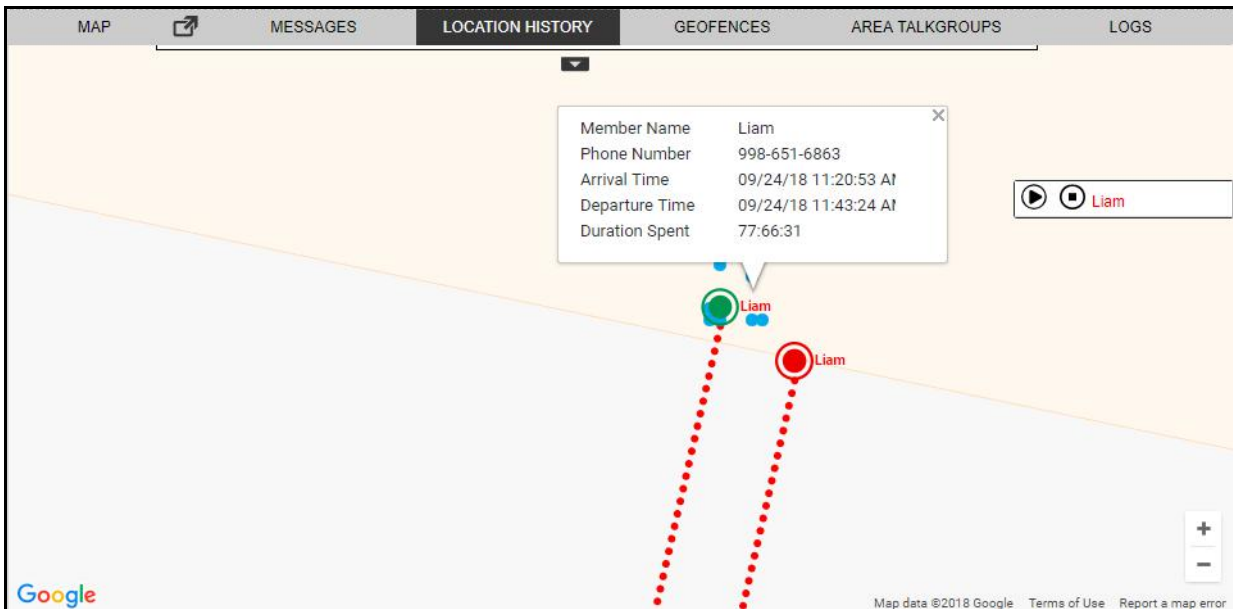 MAP MESSAGES LOCATION HISTORY GEOFENCES AREA TALKGROUPS LOGS
Member Name Liam
Phone Number 998-651-6863
Arrival Time 09/24/18 11:20:53 AM
Departure Time 09/24/18 11:43:24 AM
Duration Spent 77:66:31
Liam
Liam
Liam
Google
Map data ©2018 Google Terms of Use Report a map error